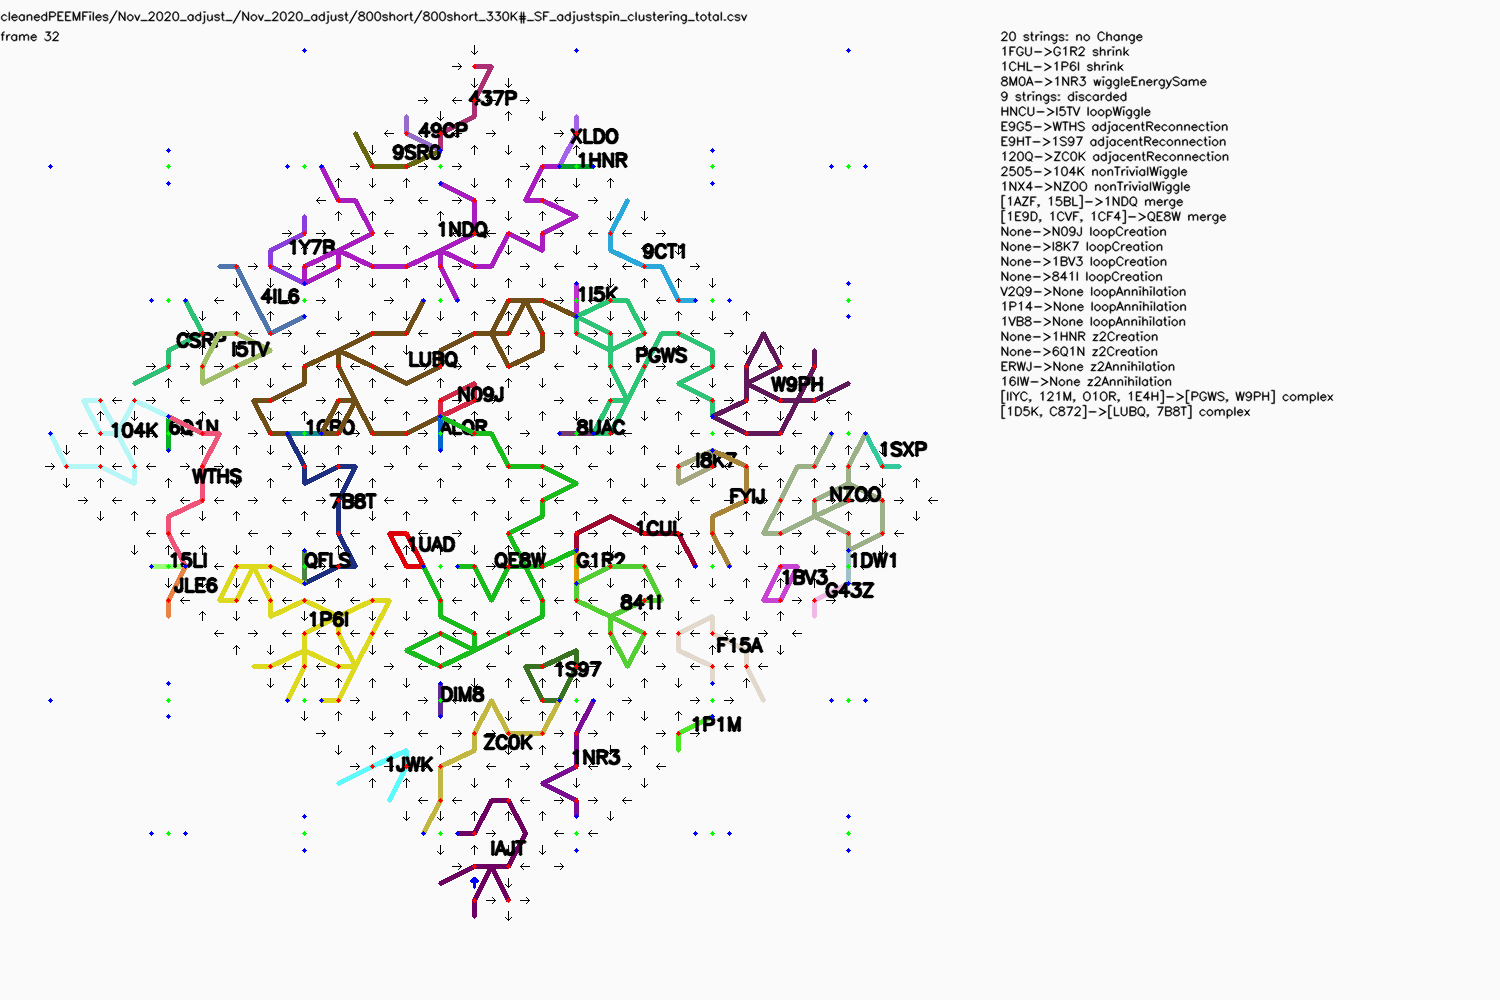 cleanedPEEMFiles/Nov_2020_adjust_/Nov_2020_adjust/800short/800short_330K#_SF_adjustspin_clustering_total.csv
frame 32
20 strings: no Change
1FGU->G1R2 shrink
1CHL->1P6I shrink
8M0A->1NR3 wiggleEnergySame
9 strings: discarded
HNCU->I5TV loopWiggle
E9G5->WTHS adjacentReconnection
E9HT->1S97 adjacentReconnection
120Q->ZC0K adjacentReconnection
2505->104K nonTrivialWiggle
1NX4->NZOO nonTrivialWiggle
[1AZF, 15BL]->1NDQ merge
[1E9D, 1CVF, 1CF4]->QE8W merge
None->N09J loopCreation
None->I8K7 loopCreation
None->1BV3 loopCreation
None->841I loopCreation
V2Q9->None loopAnnihilation
1P14->None loopAnnihilation
1VB8->None loopAnnihilation
None->1HNR z2Creation
None->6Q1N z2Creation
ERWJ->None z2Annihilation
16IW->None z2Annihilation
[IIYC, 121M, O1OR, 1E4H]->[PGWS, W9PH] complex
[1D5K, C872]->[LUBQ, 7B8T] complex
437P
49CP
XLDO
9SR0
1HNR
1NDQ
1Y7B
9CT1
4IL6
1I5K
CSRP
I5TV
LUBQ
PGWS
W9PH
N09J
104K
6Q1N
ALQR
8UAC
1SXP
I8K7
WTHS
7B8T
FYIJ
NZOO
1CUL
1UAD
15LI
QFLS
QE8W
G1R2
1DW1
1BV3
JLE6
G43Z
841I
1P6I
F15A
1S97
DIM8
1P1M
ZC0K
1NR3
1JWK
IAJT